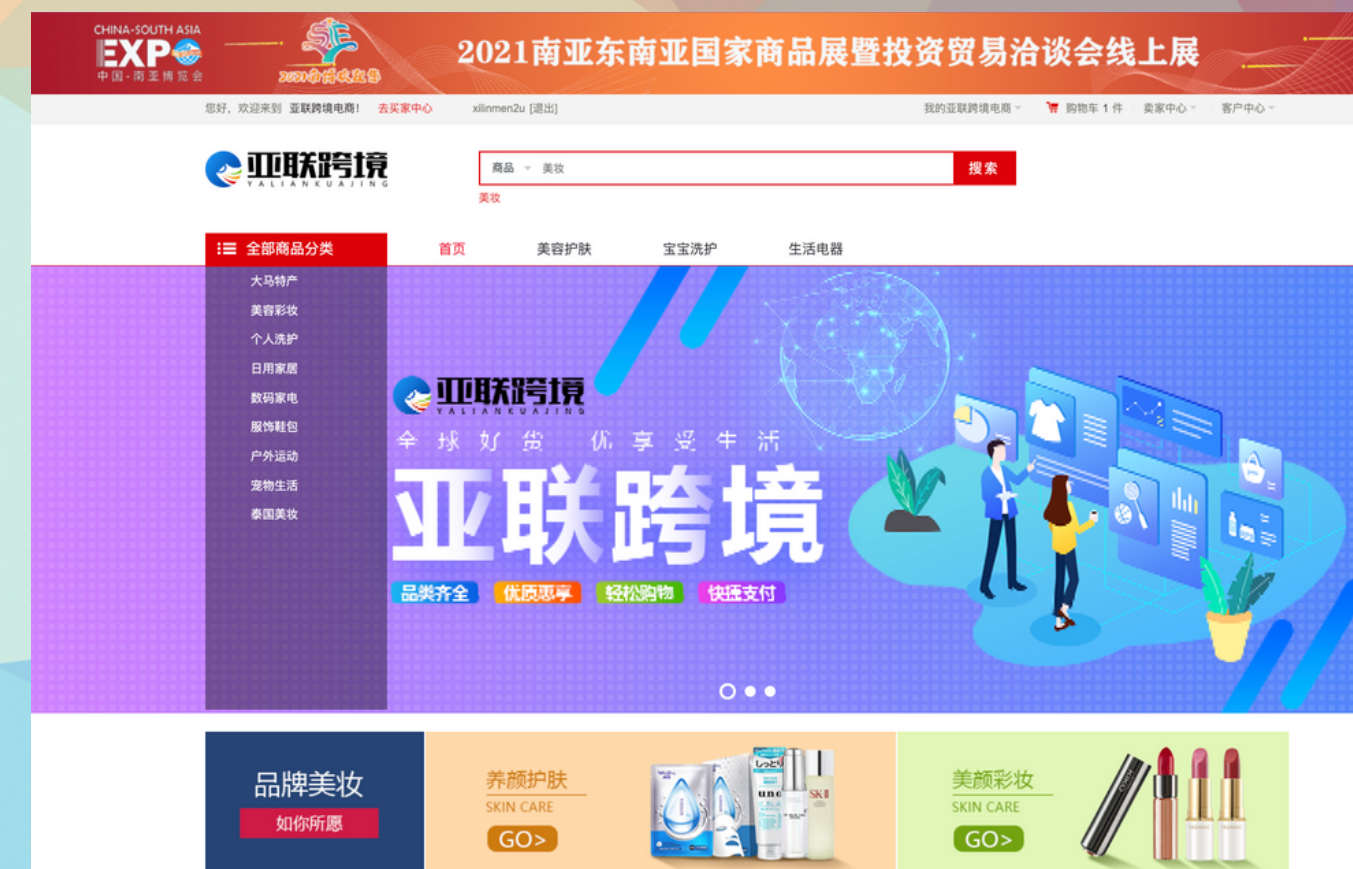 CHINA-SOUTH ASIA
EXPO
中国-南亚博览会
2021南亚东南亚国家商品展暨投资贸易洽谈会线上展
您好，欢迎来到 亚联跨境电商! 去买家中心 xilinmen2u [退出]
我的亚联跨境电商 购物车 1 件 卖家中心 客户中心
亚联跨境
YALIANKUAJING
商品 美妆 搜索
美妆
全部商品分类 首页 美容护肤 宝宝洗护 生活电器
大马特产
美容彩妆
个人洗护
日用家居
数码家电
服饰鞋包
户外运动
宠物生活
泰国美妆
亚联跨境
YALIANKUAJING
全球好货 优享受生活
亚联跨境
品类齐全 优质惠享 轻松购物 快捷支付
品牌美妆
如你所愿
养颜护肤
SKIN CARE
GO>
しっとり
uno
SK-II
美颜彩妆
SKIN CARE
GO>